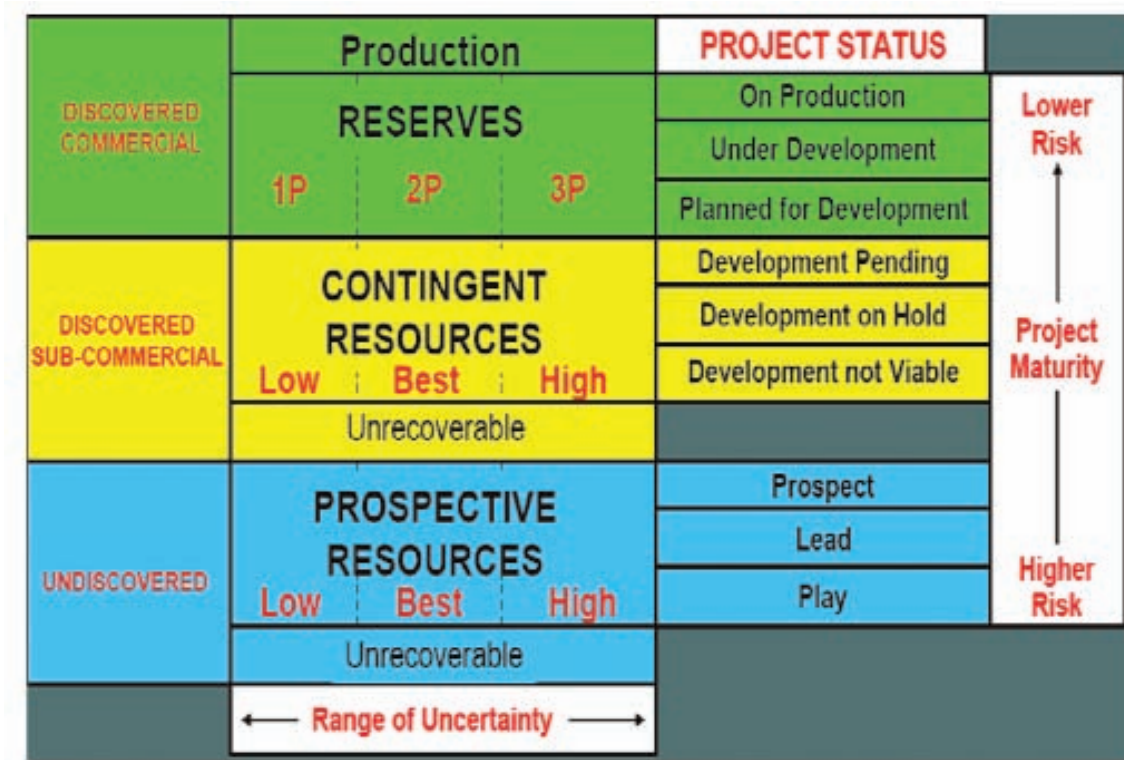 Production
PROJECT STATUS
DISCOVERED
COMMERCIAL
RESERVES
1P 2P 3P
On Production
Under Development
Planned for Development
Lower
Risk
DISCOVERED
SUB-COMMERCIAL
CONTINGENT
RESOURCES
Low Best High
Unrecoverable
Development Pending
Development on Hold
Development not Viable
Project
Maturity
UNDISCOVERED
PROSPECTIVE
RESOURCES
Low Best High
Unrecoverable
Prospect
Lead
Play
Higher
Risk
Range of Uncertainty